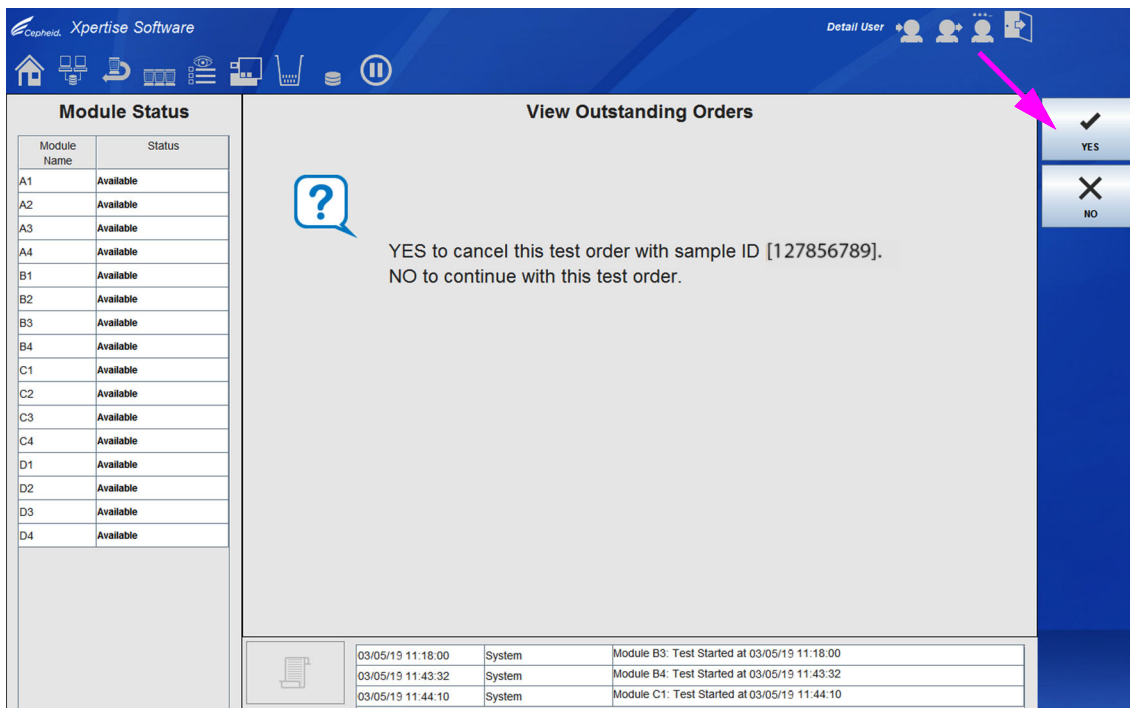 Cepheid. Xpertise Software
Detail User
Module Status
Module Name Status
A1 Available
A2 Available
A3 Available
A4 Available
B1 Available
B2 Available
B3 Available
B4 Available
C1 Available
C2 Available
C3 Available
C4 Available
D1 Available
D2 Available
D3 Available
D4 Available
View Outstanding Orders
YES to cancel this test order with sample ID [127856789].
NO to continue with this test order.
YES
NO
03/05/19 11:18:00 System Module B3: Test Started at 03/05/19 11:18:00
03/05/19 11:43:32 System Module B4: Test Started at 03/05/19 11:43:32
03/05/19 11:44:10 System Module C1: Test Started at 03/05/19 11:44:10